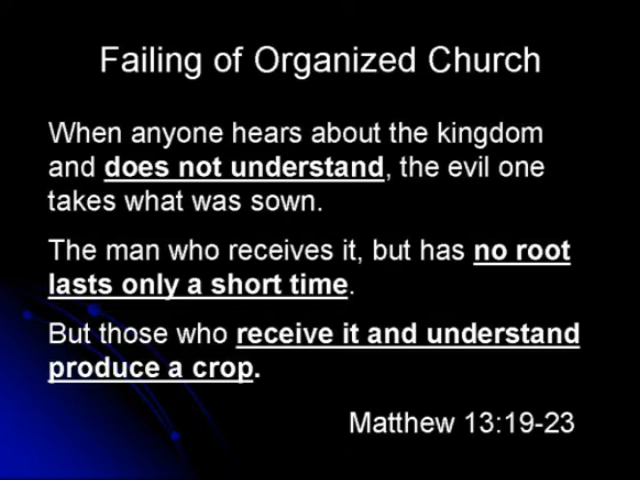 Failing of Organized Church
When anyone hears about the kingdom
and does not understand, the evil one
takes what was sown.
The man who receives it, but has no root
lasts only a short time.
But those who receive it and understand
produce a crop.
Matthew 13:19-23